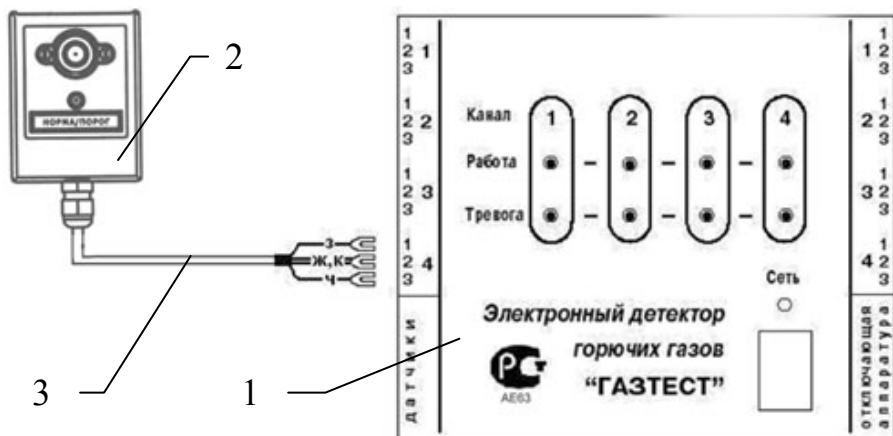 2
НОРМА/ПОРОГ
З
Ж,К
Ч
3
1
1 2 3 1
1 2 3 2
1 2 3 3
1 2 3 4
датчики
Канал 1 2 3 4
Работа
Тревога
Сеть
Электронный детектор
горючих газов
"ГАЗТЕСТ"
РСТ
АЕ63
1 1 2 3
2 1 2 3
3 1 2 3
4 1 2 3
отключающая
аппаратура